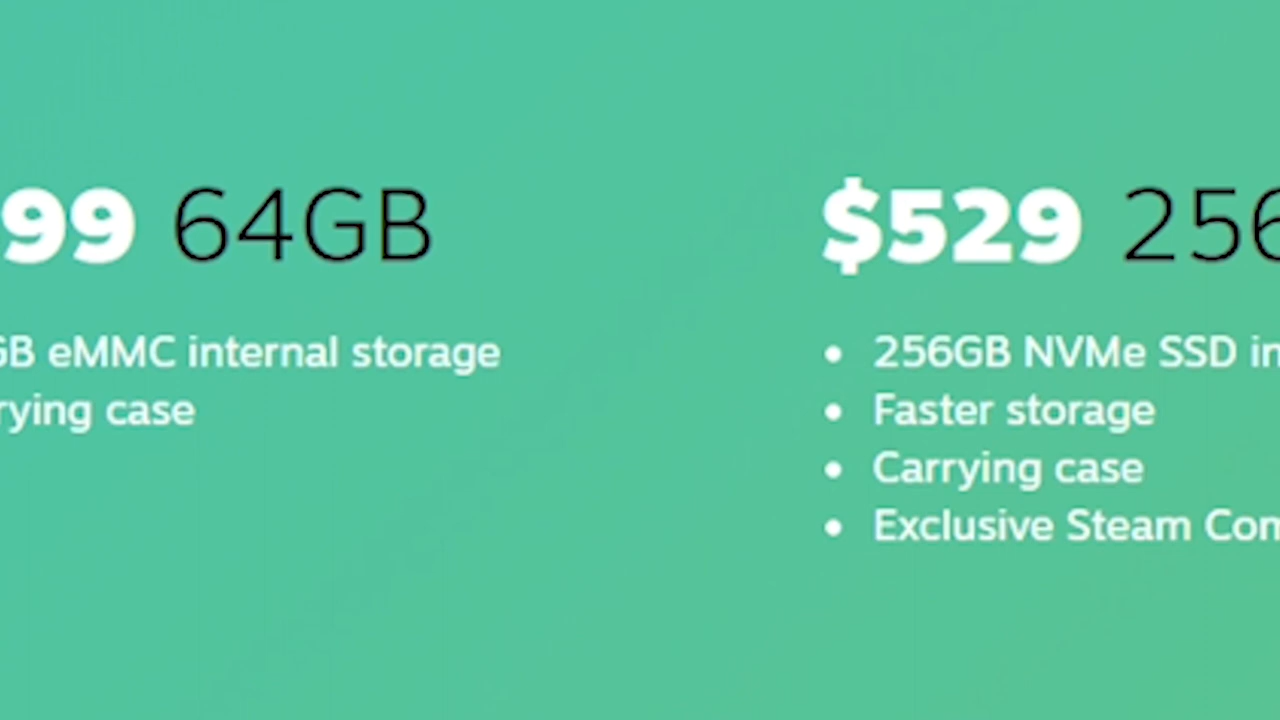 99 64GB
GB eMMC internal storage
rying case
$529 256
• 256GB NVMe SSD in
• Faster storage
• Carrying case
• Exclusive Steam Com